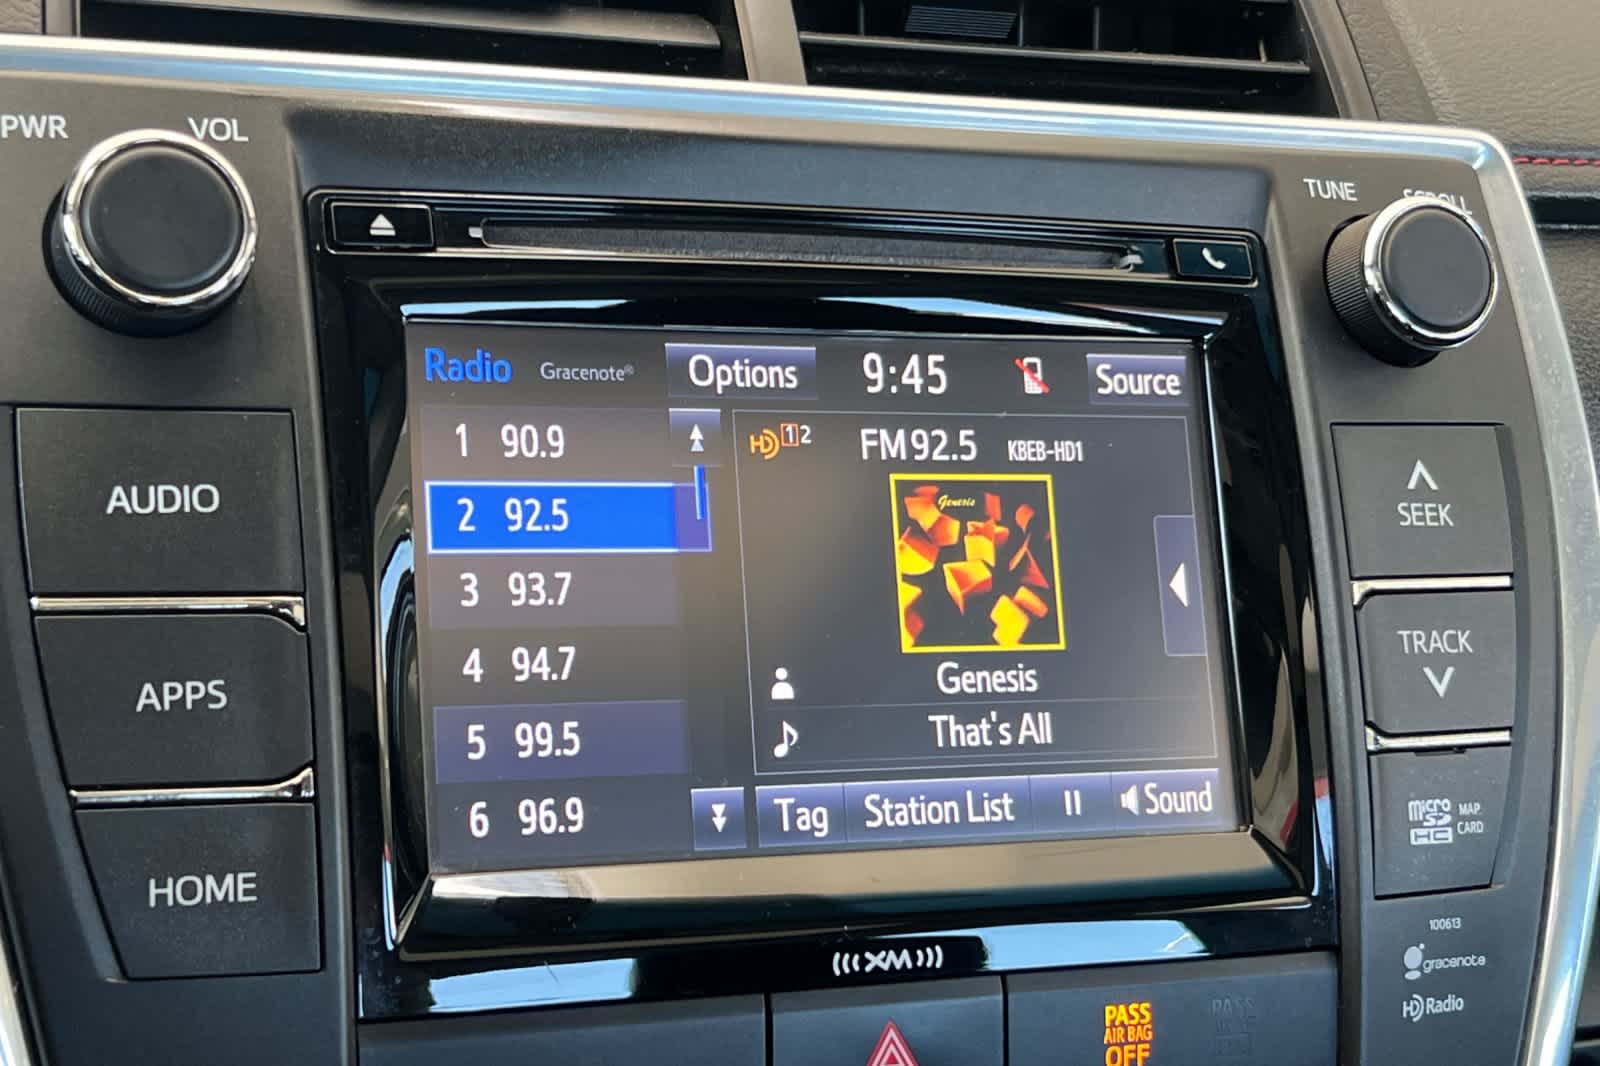 PWR
VOL
TUNE
SCROLL
Radio Gracenote® Options 9:45 Source
1 90.9
2 92.5
3 93.7
4 94.7
5 99.5
6 96.9
HD 1 2 FM 92.5 KBEB-HD1
Genesis
Genesis
That's All
Tag Station List Sound
AUDIO
APPS
HOME
SEEK
TRACK
micro SD HC MAP CARD
100613
gracenote
HD Radio
XM
PASS
AIR BAG
OFF